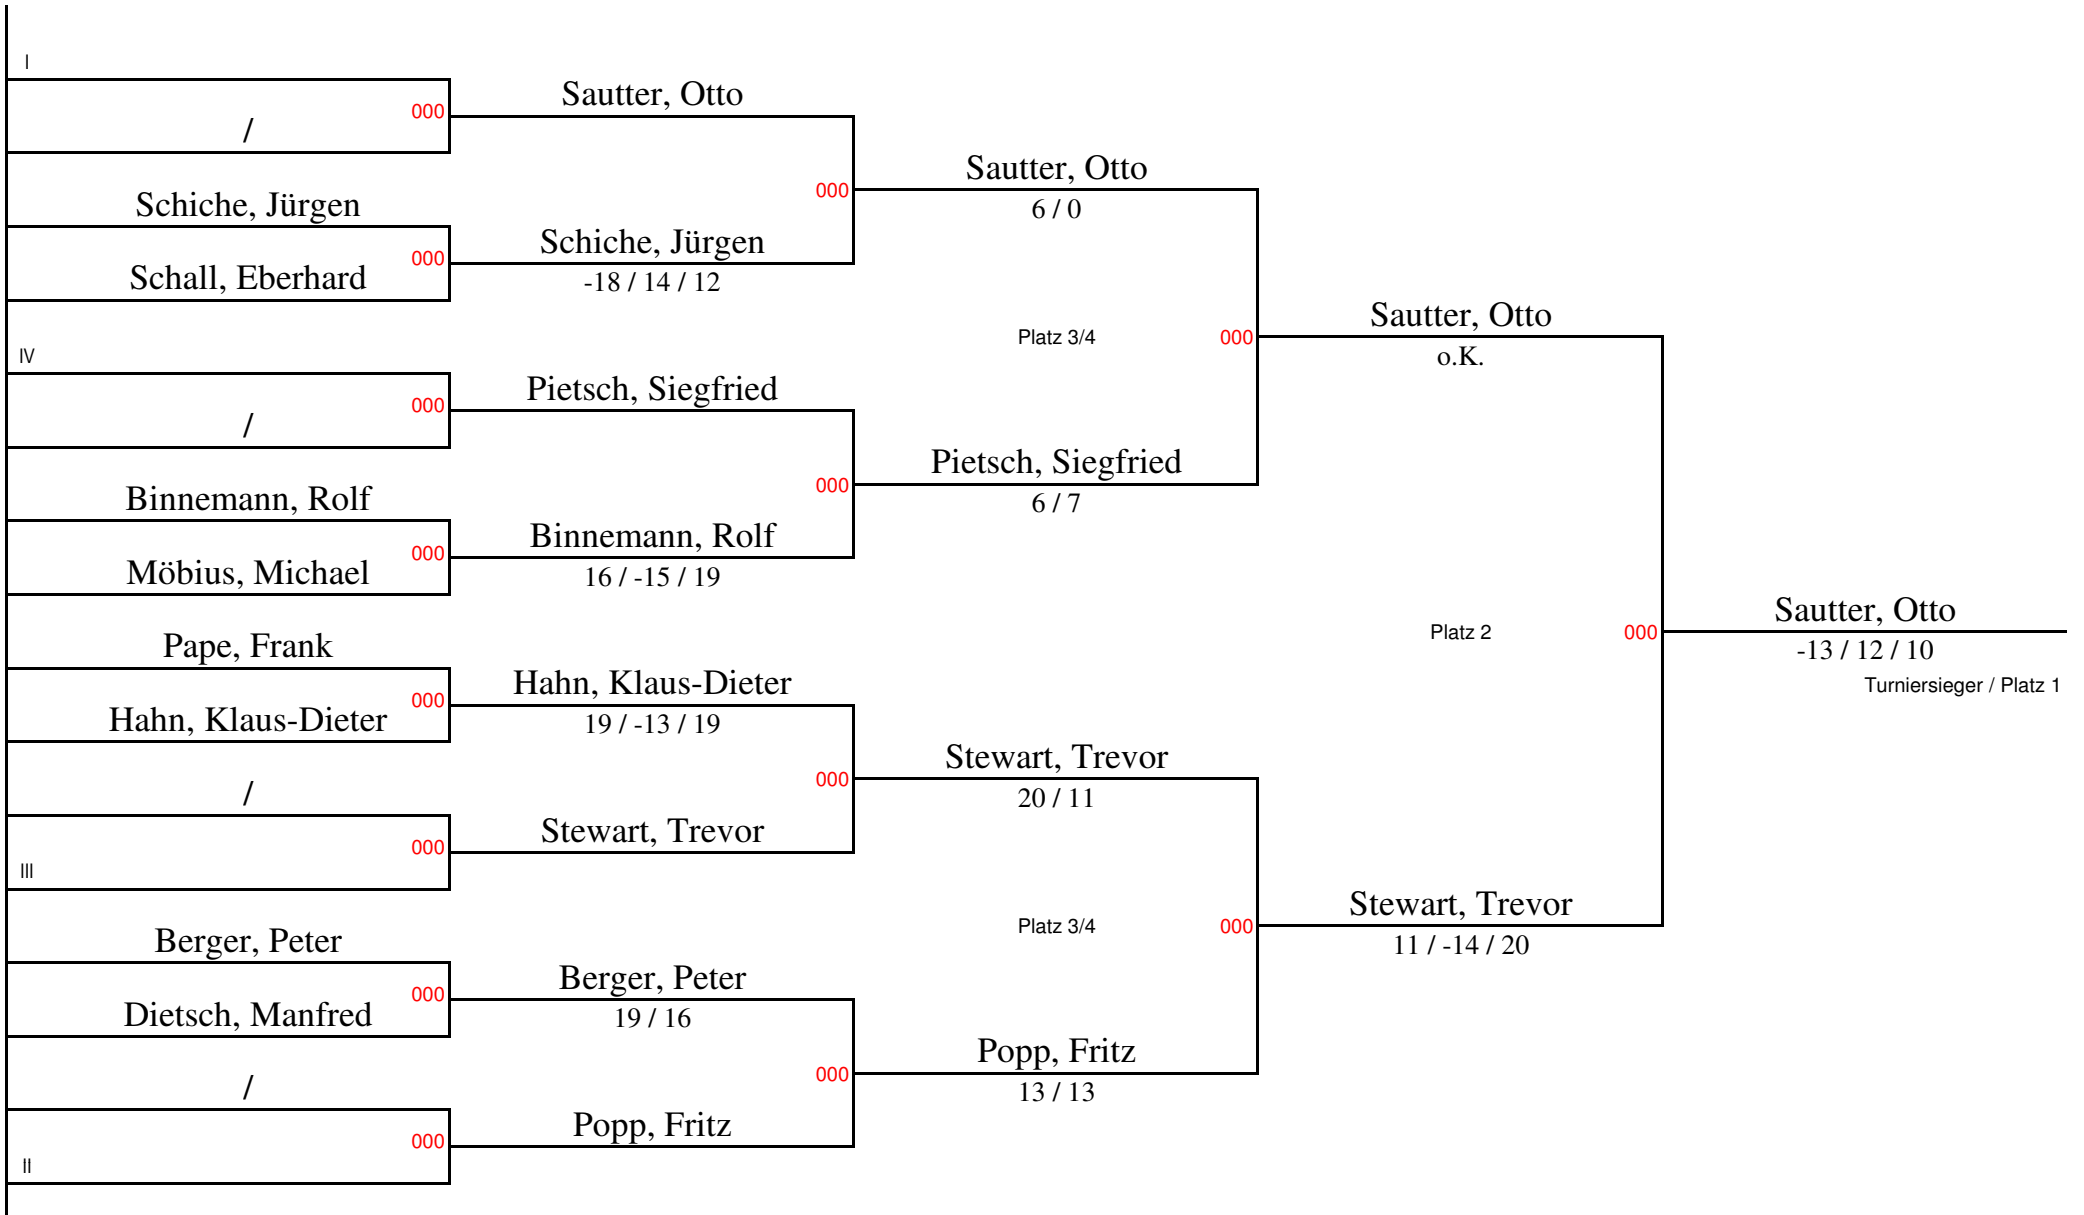 I
000
Sautter, Otto
/
Sautter, Otto
000
6 / 0
Schiche, Jürgen
Schall, Eberhard
000
Schiche, Jürgen
-18 / 14 / 12
Platz 3/4
000
Sautter, Otto
o.K.
IV
000
Pietsch, Siegfried
/
Pietsch, Siegfried
000
6 / 7
Binnemann, Rolf
Möbius, Michael
000
Binnemann, Rolf
16 / -15 / 19
Platz 2
000
Sautter, Otto
-13 / 12 / 10
Turniersieger / Platz 1
Pape, Frank
Hahn, Klaus-Dieter
000
Hahn, Klaus-Dieter
19 / -13 / 19
Stewart, Trevor
000
20 / 11
/
000
Stewart, Trevor
III
Platz 3/4
000
Stewart, Trevor
11 / -14 / 20
Berger, Peter
Dietsch, Manfred
000
Berger, Peter
19 / 16
Popp, Fritz
000
13 / 13
/
000
Popp, Fritz
II